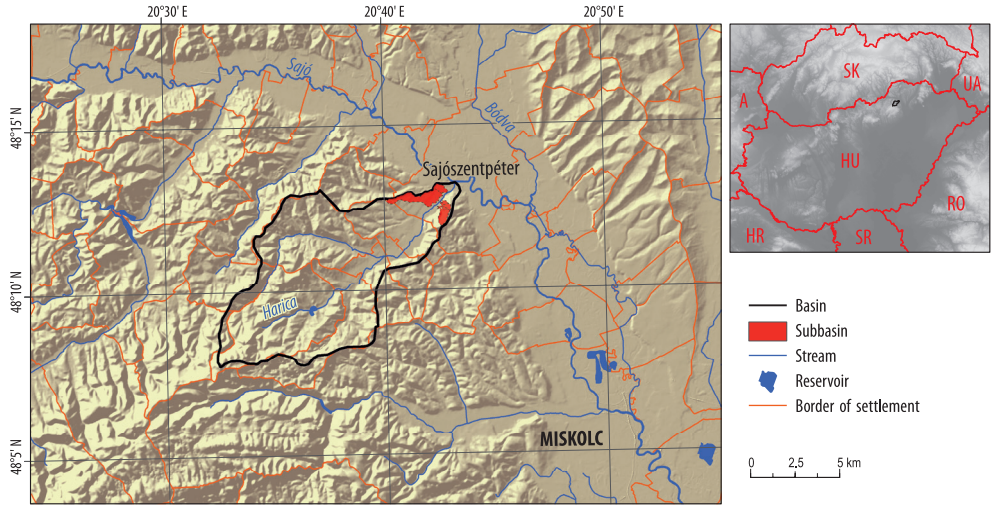 20°30' E
20°40' E
20°50' E
48°15' N
48°10' N
48°5' N
Sajó
Bódva
Sajószentpéter
Harica
MISKOLC
SK
UA
A
HU
RO
HR
SR
Basin
Subbasin
Stream
Reservoir
Border of settlement
0 2,5 5 km